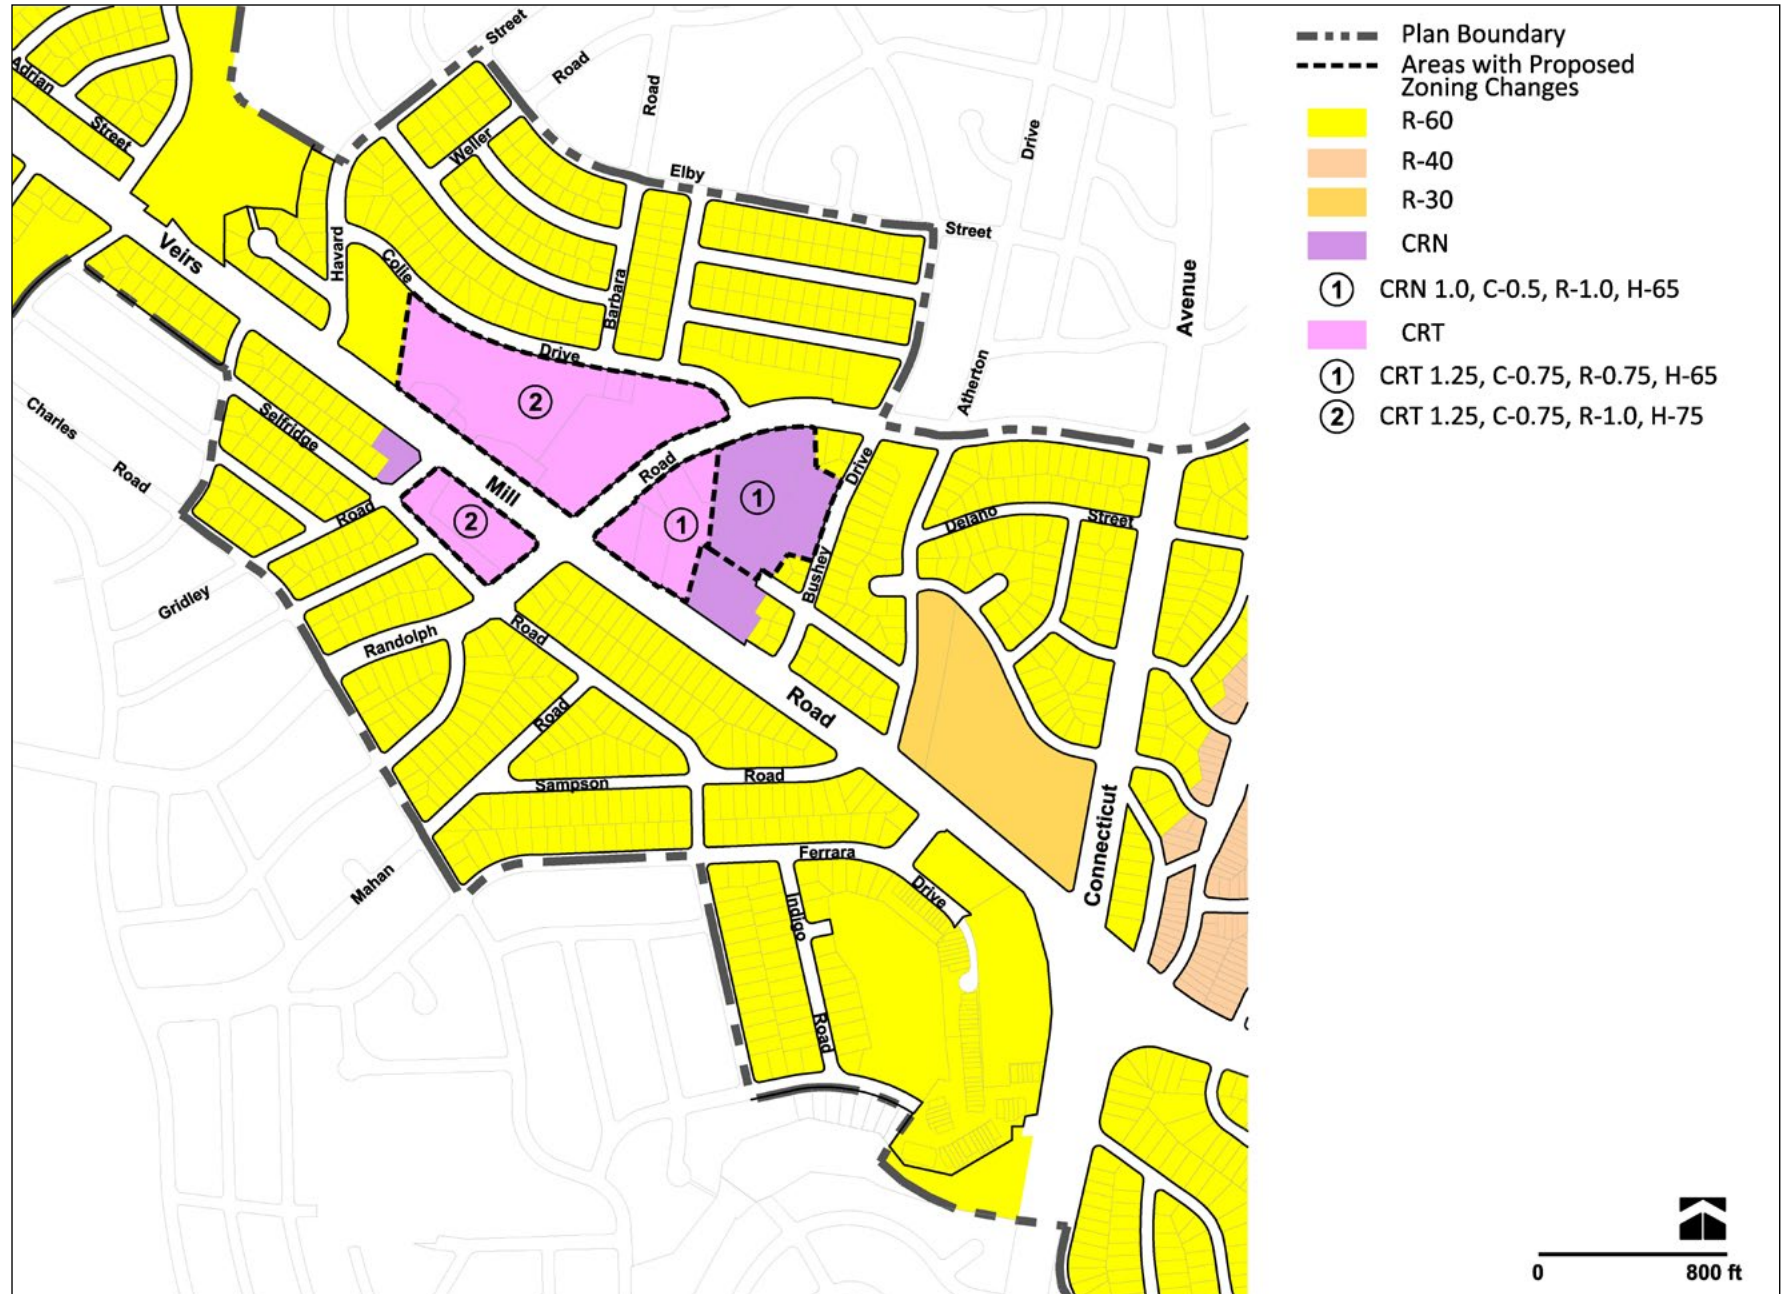 Street
Road
Road
Adrian
Street
Weller
Drive
Elby
Street
Veirs
Havard
Colle
Barbara
Avenue
Drive
Atherton
Charles
Road
Selfridge
Road
Mill
Road
2
2
1
1
Drive
Bushey
Delano
Street
Gridley
Randolph
Road
Road
Road
Sampson
Road
Connecticut
Mahan
Ferrara
Drive
Indigo
Road
Plan Boundary
Areas with Proposed
Zoning Changes
R-60
R-40
R-30
CRN
1 CRN 1.0, C-0.5, R-1.0, H-65
CRT
1 CRT 1.25, C-0.75, R-0.75, H-65
2 CRT 1.25, C-0.75, R-1.0, H-75
0 800 ft